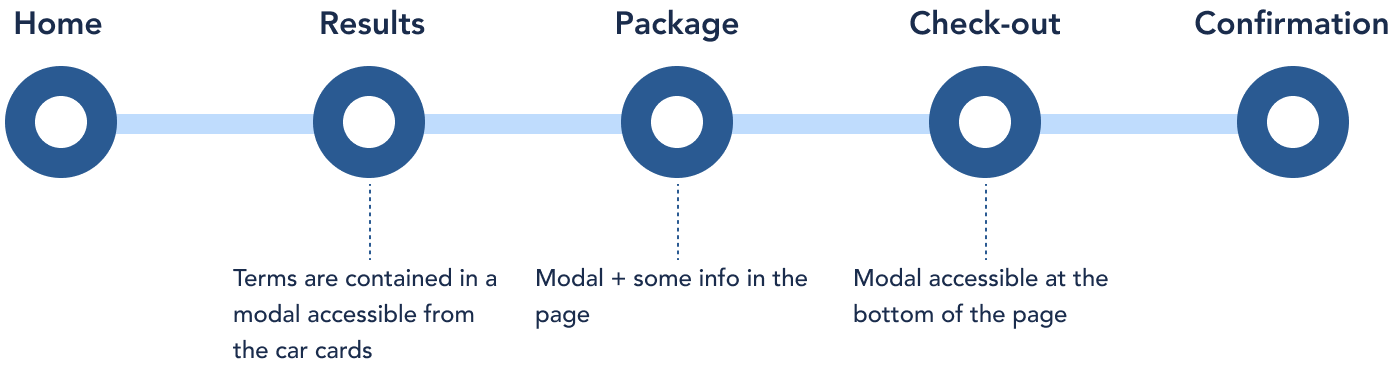 Home
Results
Package
Check-out
Confirmation
Terms are contained in a
modal accessible from
the car cards
Modal + some info in the
page
Modal accessible at the
bottom of the page